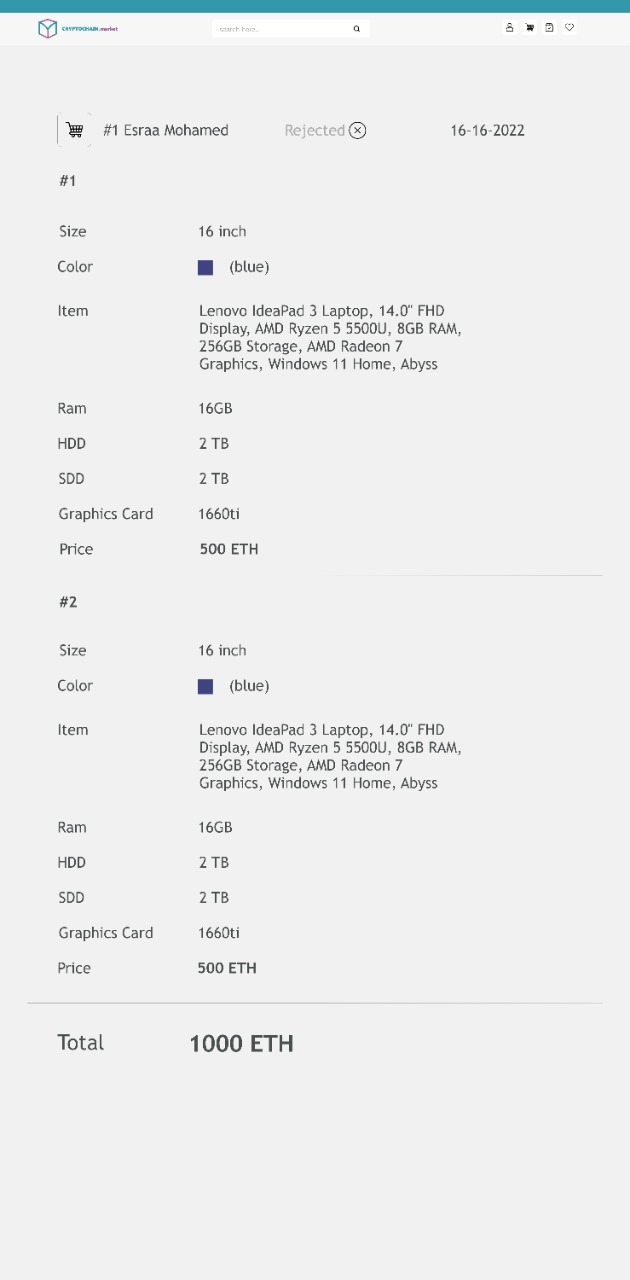 CRYPTOCHAIN.market
search here..
#1 Esraa Mohamed Rejected 16-16-2022
#1
Size 16 inch
Color (blue)
Item Lenovo IdeaPad 3 Laptop, 14.0" FHD
Display, AMD Ryzen 5 5500U, 8GB RAM,
256GB Storage, AMD Radeon 7
Graphics, Windows 11 Home, Abyss
Ram 16GB
HDD 2 TB
SDD 2 TB
Graphics Card 1660ti
Price 500 ETH
#2
Size 16 inch
Color (blue)
Item Lenovo IdeaPad 3 Laptop, 14.0" FHD
Display, AMD Ryzen 5 5500U, 8GB RAM,
256GB Storage, AMD Radeon 7
Graphics, Windows 11 Home, Abyss
Ram 16GB
HDD 2 TB
SDD 2 TB
Graphics Card 1660ti
Price 500 ETH
Total 1000 ETH